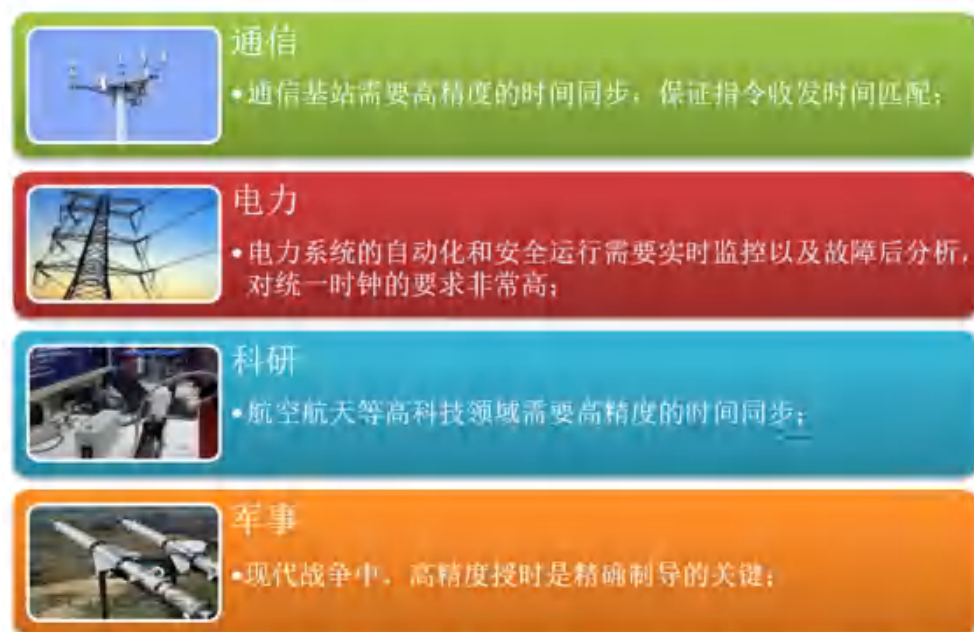 通信
•通信基站需要高精度的时间同步，保证指令收发时间匹配；
电力
•电力系统的自动化和安全运行需要实时监控以及故障后分析，
对统一时钟的要求非常高；
科研
•航空航天等高科技领域需要高精度的时间同步；
军事
•现代战争中，高精度授时是精确制导的关键；